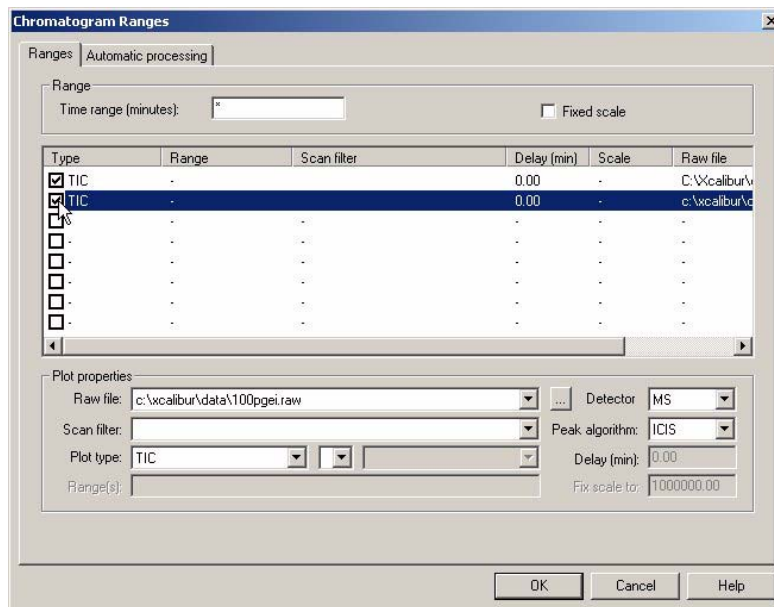 Chromatogram Ranges
Ranges Automatic processing
Range
Time range (minutes): * Fixed scale
Type Range Scan filter Delay (min) Scale Raw file
TIC - 0.00 - C:\Xcalibur\
TIC - 0.00 - c:\xcalibur\
- - - - - -
- - - - - -
- - - - - -
- - - - - -
- - - - - -
- - - - - -
Plot properties
Raw file: c:\xcalibur\data\100pgei.raw ... Detector MS
Scan filter: Peak algorithm: ICIS
Plot type: TIC Delay (min): 0.00
Range(s): Fix scale to: 1000000.00
OK Cancel Help